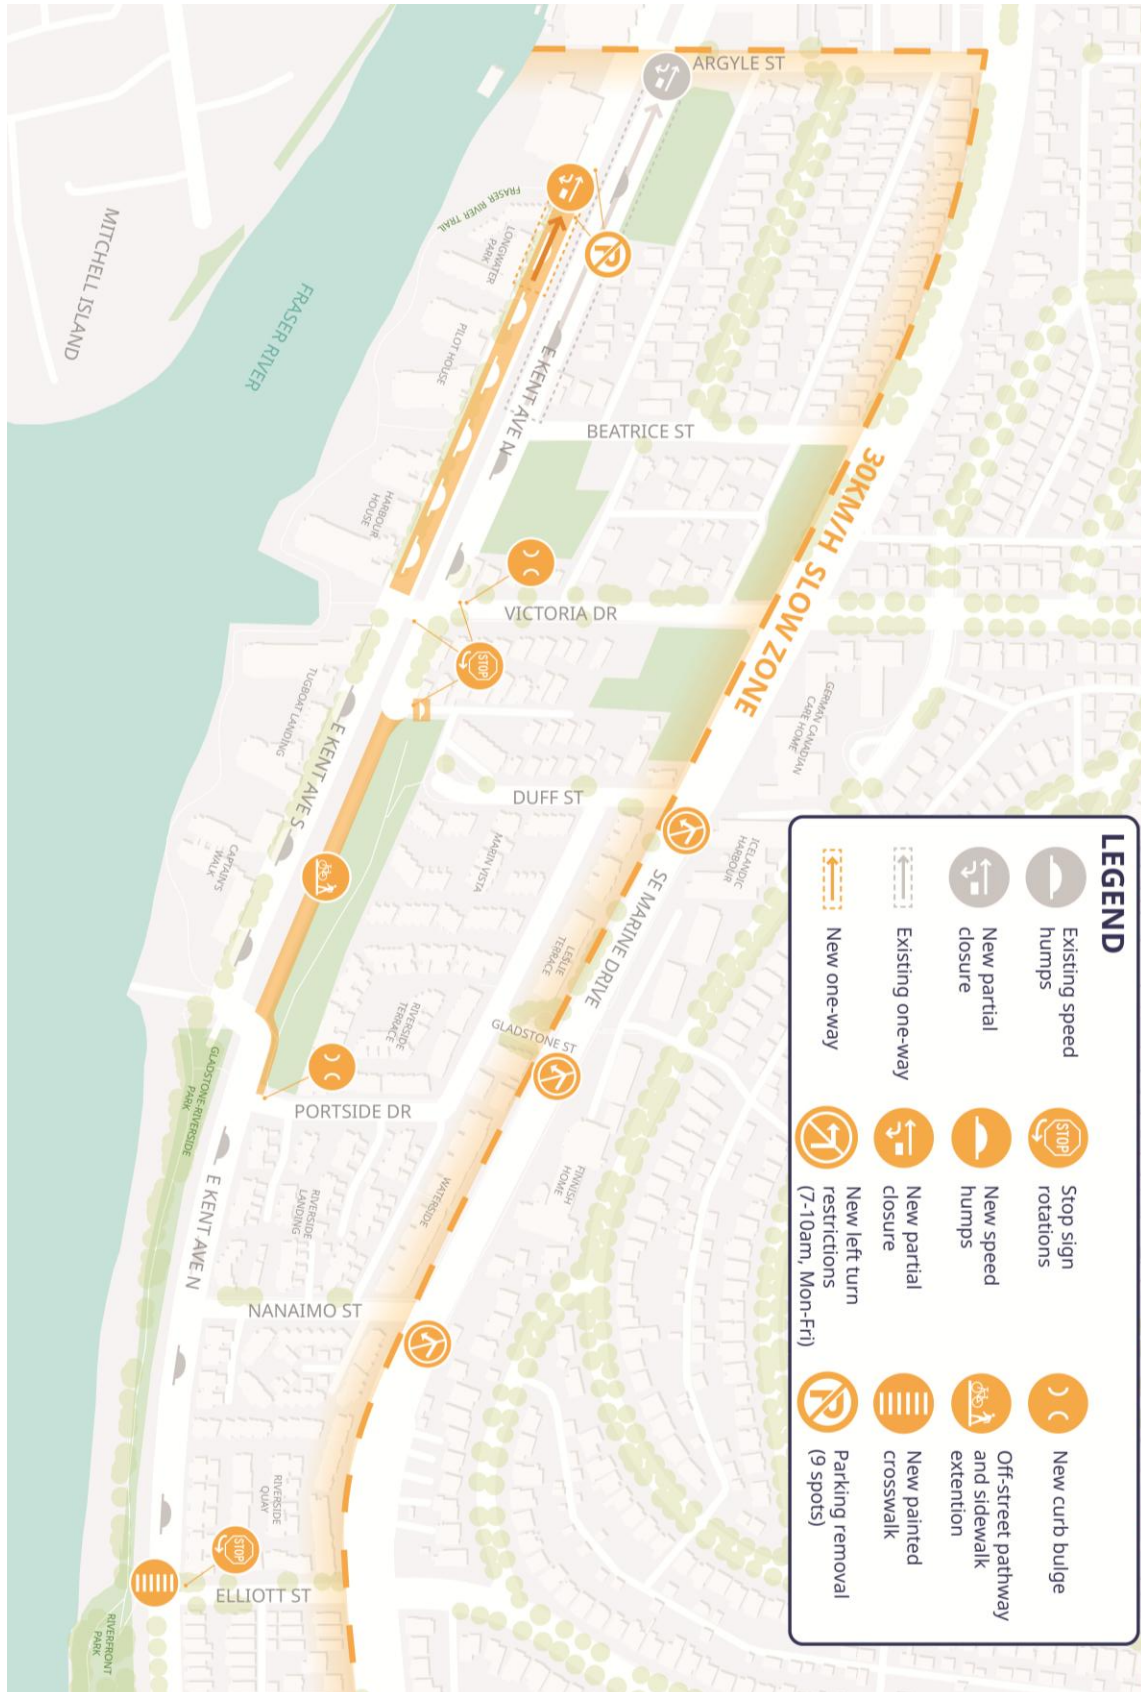 LEGEND
Existing speed
humps
New partial
closure
Existing one-way
New one-way
STOP
Stop sign
rotations
New speed
humps
New partial
closure
New left turn
restrictions
(7-10am, Mon-Fri)
New curb bulge
Off-street pathway
and sidewalk
extention
New painted
crosswalk
P
Parking removal
(9 spots)
ARGYLE ST
FRASER RIVER TRAIL
LONGWATER
PARK
P
MITCHELL ISLAND
FRASER RIVER
PILOT HOUSE
E KENT AVE N
BEATRICE ST
30KM/H SLOW ZONE
HARBOUR
HOUSE
VICTORIA DR
STOP
TUGBOAT LANDING
E KENT AVE S
GERMAN CANADIAN
CARE HOME
DUFF ST
MARIN VISTA
ICELANDIC
HARBOUR
CAPTAIN'S
WALK
SE MARINE DRIVE
LESLIE
TERRACE
RIVERSIDE
TERRACE
GLADSTONE ST
GLADSTONE-RIVERSIDE
PARK
PORTSIDE DR
E KENT AVE N
RIVERSIDE
LANDING
WATERSIDE
FINNISH
HOME
NANAIMO ST
RIVERSIDE
QUAY
STOP
ELLIOTT ST
RIVERFRONT
PARK